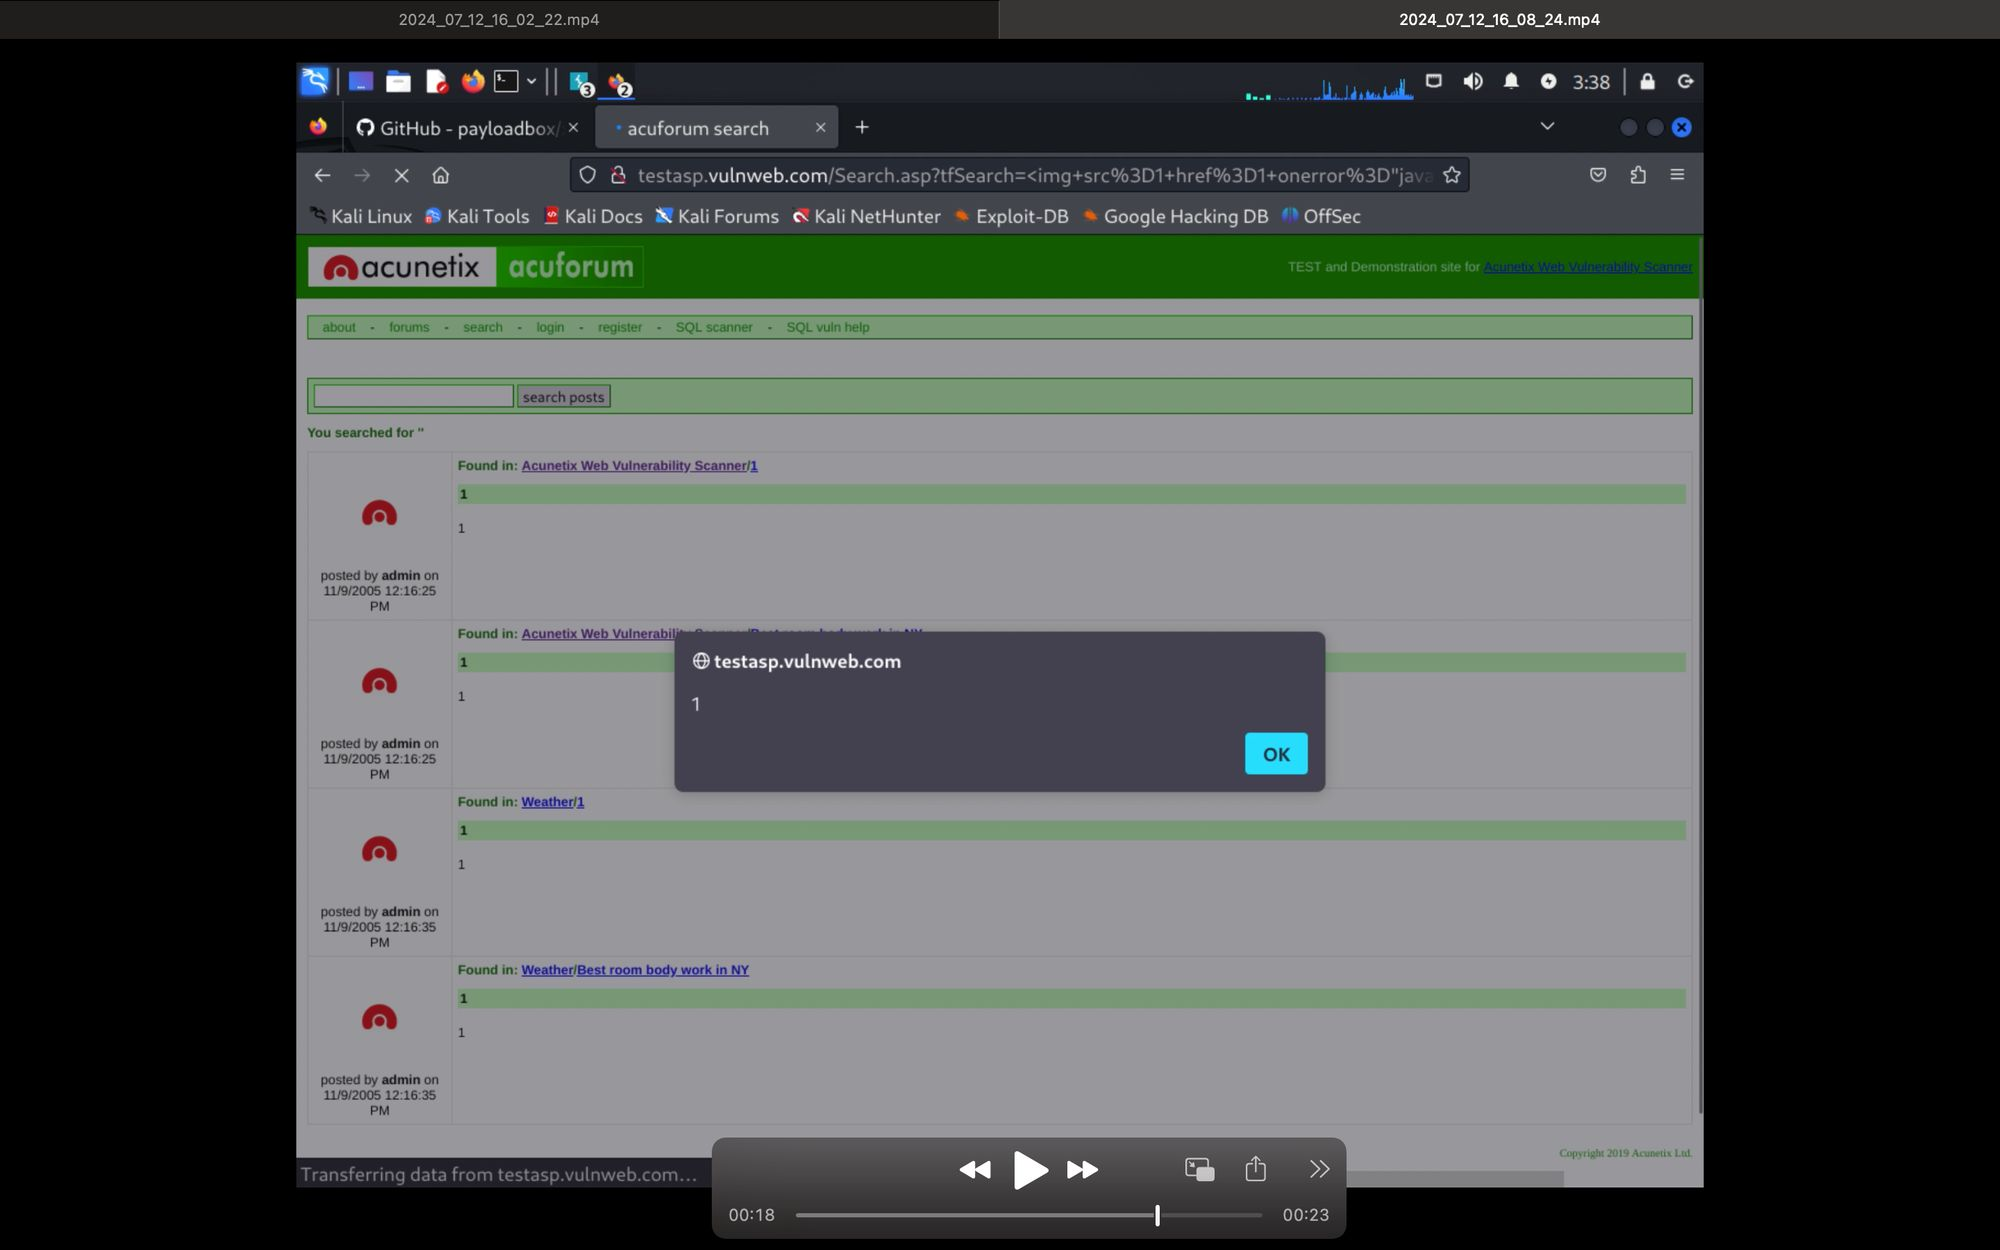 2024_07_12_16_02_22.mp4
2024_07_12_16_08_24.mp4
3
2
3:38
GitHub - payloadbox/
acuforum search
testasp.vulnweb.com/Search.asp?tfSearch=<img+src%3D1+href%3D1+onerror%3D"java
Kali Linux Kali Tools Kali Docs Kali Forums Kali NetHunter Exploit-DB Google Hacking DB OffSec
acunetix acuforum
TEST and Demonstration site for Acunetix Web Vulnerability Scanner
about - forums - search - login - register - SQL scanner - SQL vuln help
search posts
You searched for ''
Found in: Acunetix Web Vulnerability Scanner/1
1
1
posted by admin on
11/9/2005 12:16:25
PM
Found in: Acunetix Web Vulnerability Scanner/Best room body work in NY
1
1
posted by admin on
11/9/2005 12:16:25
PM
testasp.vulnweb.com
1
OK
Found in: Weather/1
1
1
posted by admin on
11/9/2005 12:16:35
PM
Found in: Weather/Best room body work in NY
1
1
posted by admin on
11/9/2005 12:16:35
PM
Copyright 2019 Acunetix Ltd.
Transferring data from testasp.vulnweb.com...
00:18
00:23